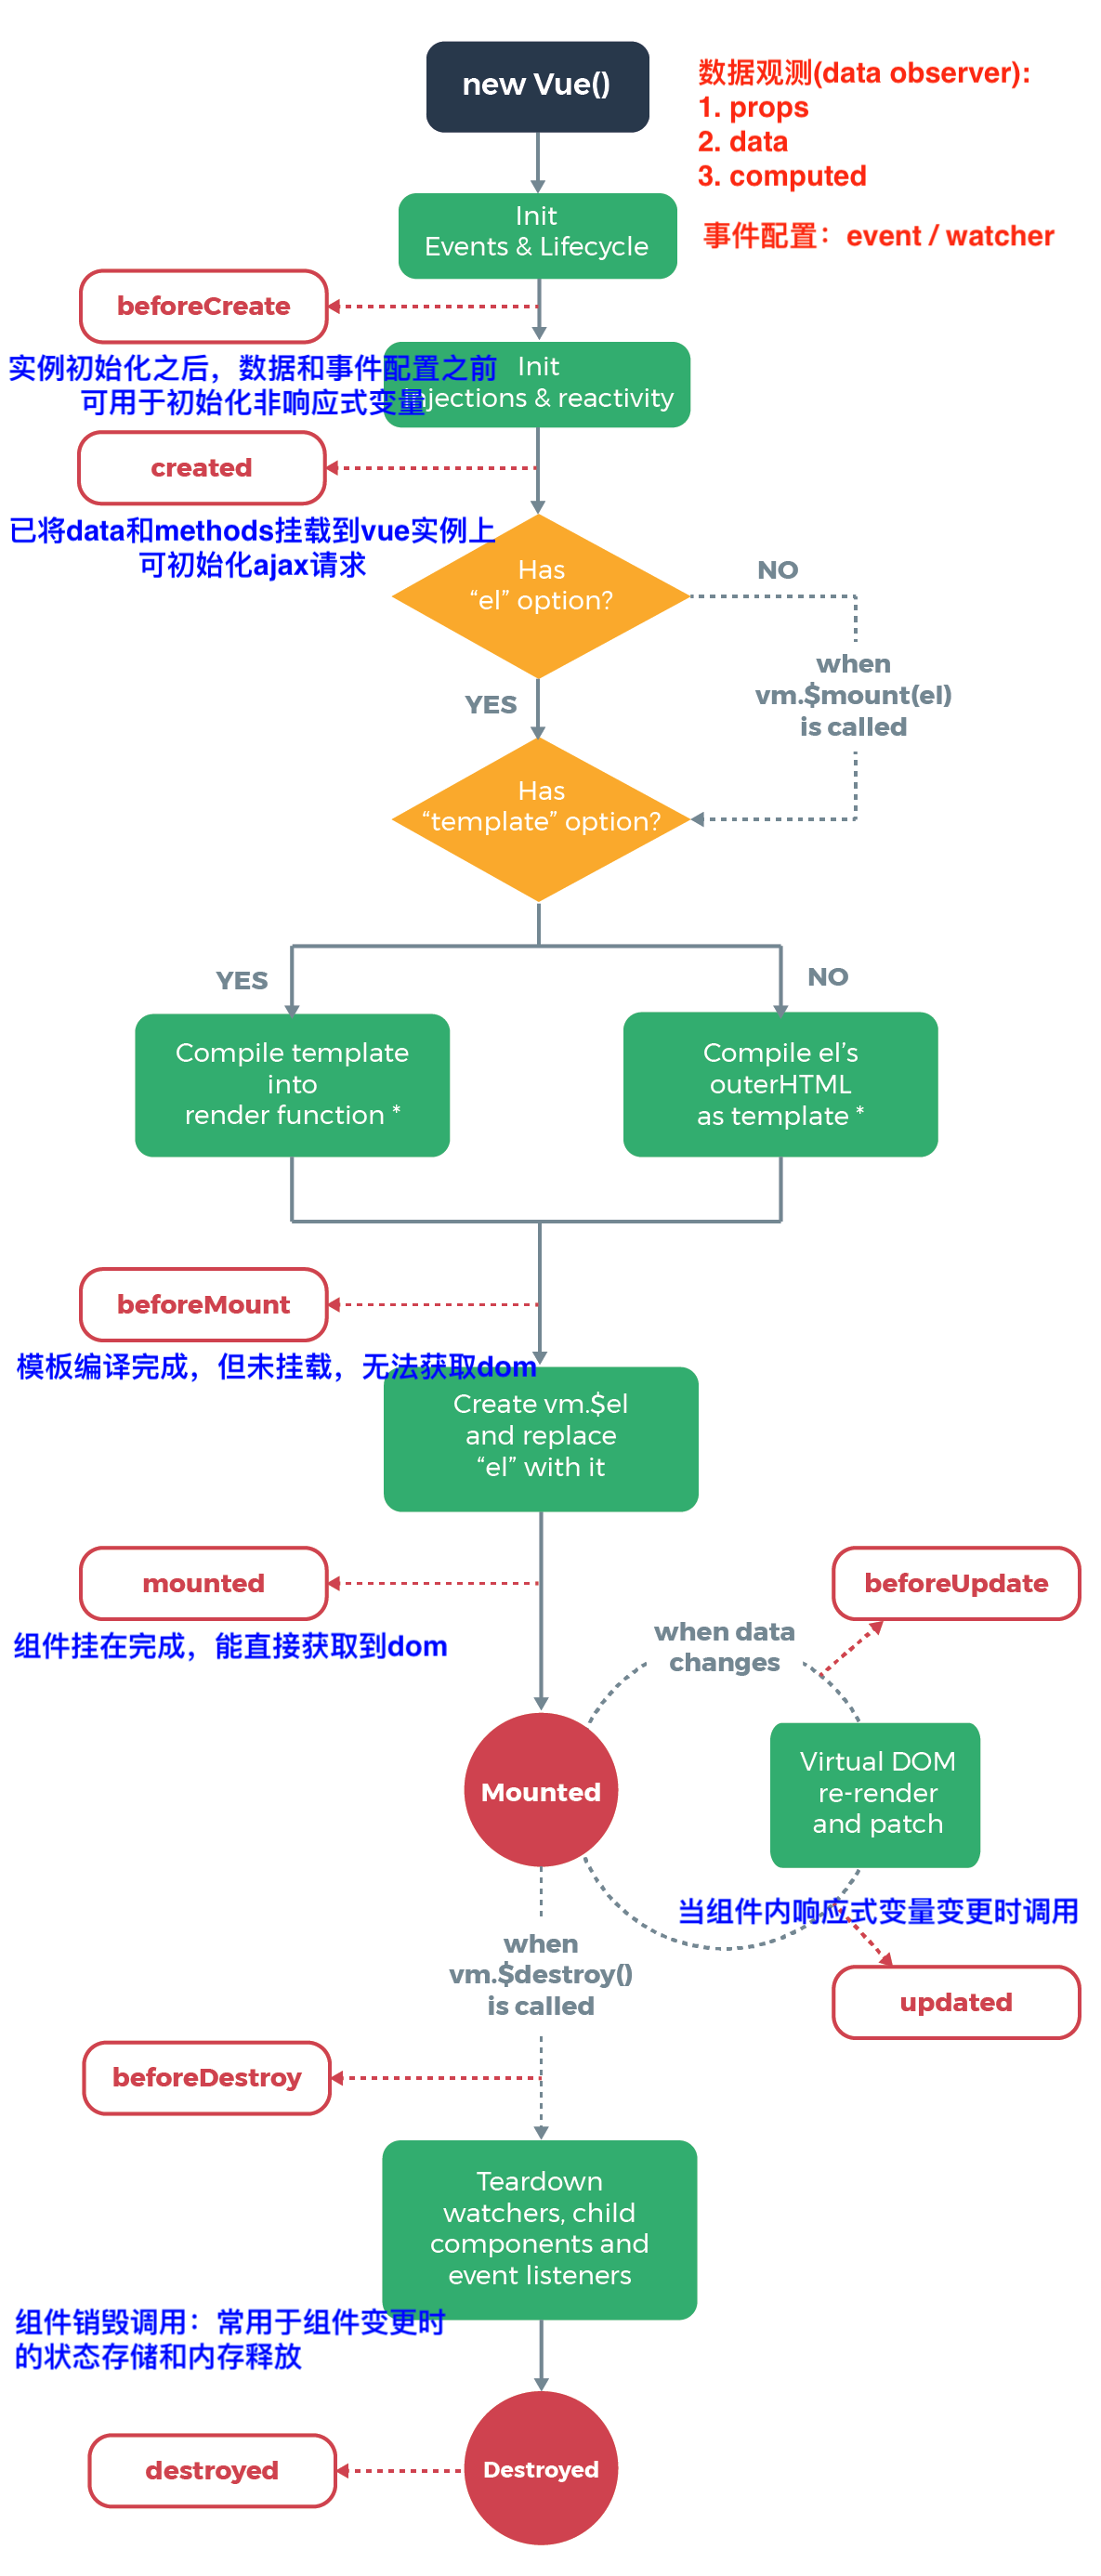 new Vue()
数据观测(data observer):
1. props
2. data
3. computed
Init
Events & Lifecycle
事件配置：event / watcher
beforeCreate
实例初始化之后，数据和事件配置之前
可用于初始化非响应式变量
Init
injections & reactivity
created
已将data和methods挂载到vue实例上
可初始化ajax请求
Has
“el” option?
NO
when
vm.$mount(el)
is called
YES
Has
“template” option?
YES
NO
Compile template
into
render function *
Compile el’s
outerHTML
as template *
beforeMount
模板编译完成，但未挂载，无法获取dom
Create vm.$el
and replace
“el” with it
mounted
组件挂在完成，能直接获取到dom
beforeUpdate
when data
changes
Mounted
Virtual DOM
re-render
and patch
当组件内响应式变量变更时调用
when
vm.$destroy()
is called
updated
beforeDestroy
Teardown
watchers, child
components and
event listeners
组件销毁调用：常用于组件变更时
的状态存储和内存释放
destroyed
Destroyed